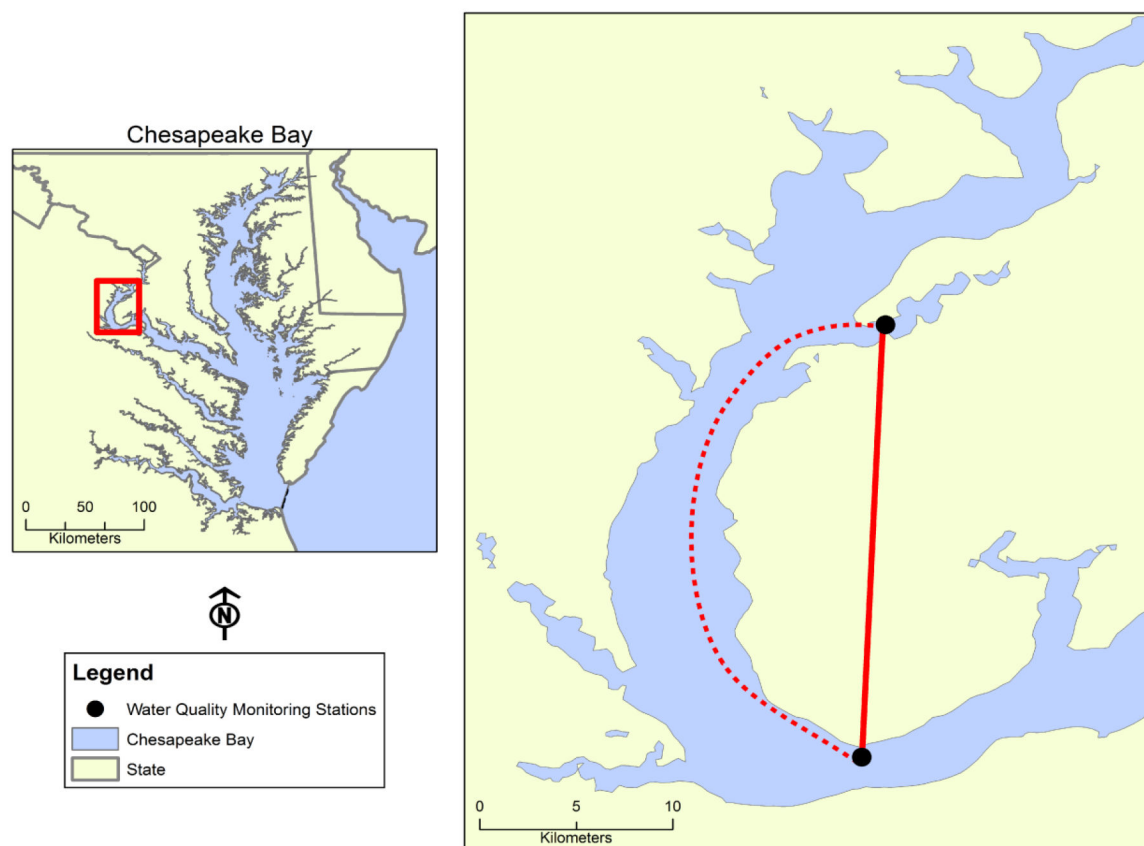 Chesapeake Bay
0 50 100
Kilometers
N
Legend
Water Quality Monitoring Stations
Chesapeake Bay
State
0 5 10
Kilometers